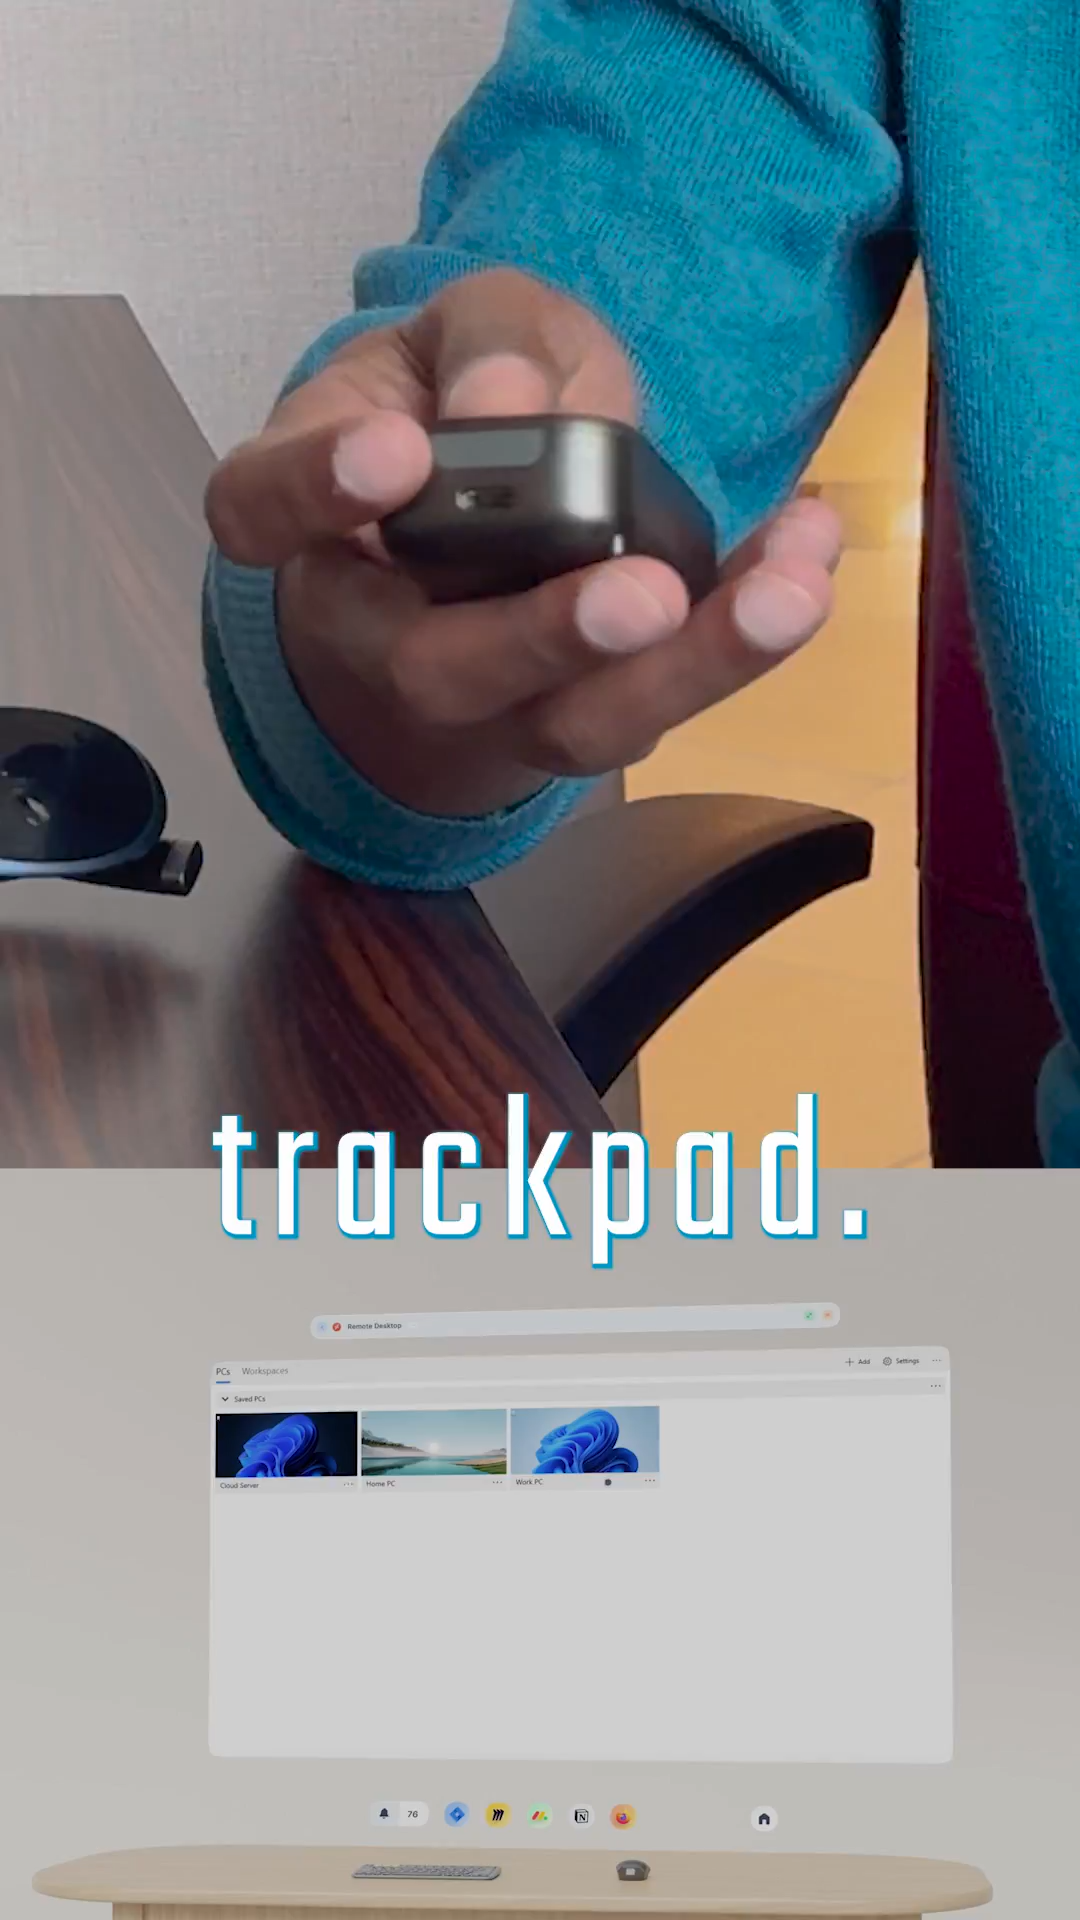 trackpad.
Remote Desktop
PCs Workspaces
Add Settings ...
Saved PCs
...
Cloud Server ...
Home PC ...
Work PC ...
76